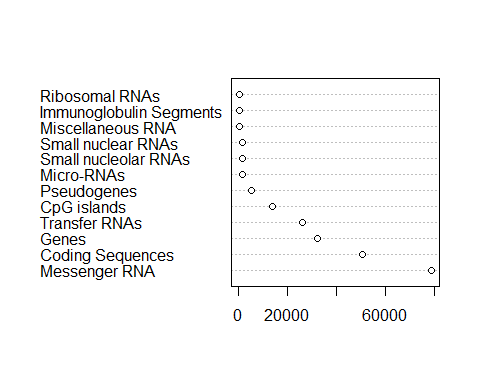 Ribosomal RNAs
Immunoglobulin Segments
Miscellaneous RNA
Small nuclear RNAs
Small nucleolar RNAs
Micro-RNAs
Pseudogenes
CpG islands
Transfer RNAs
Genes
Coding Sequences
Messenger RNA
0 20000 60000